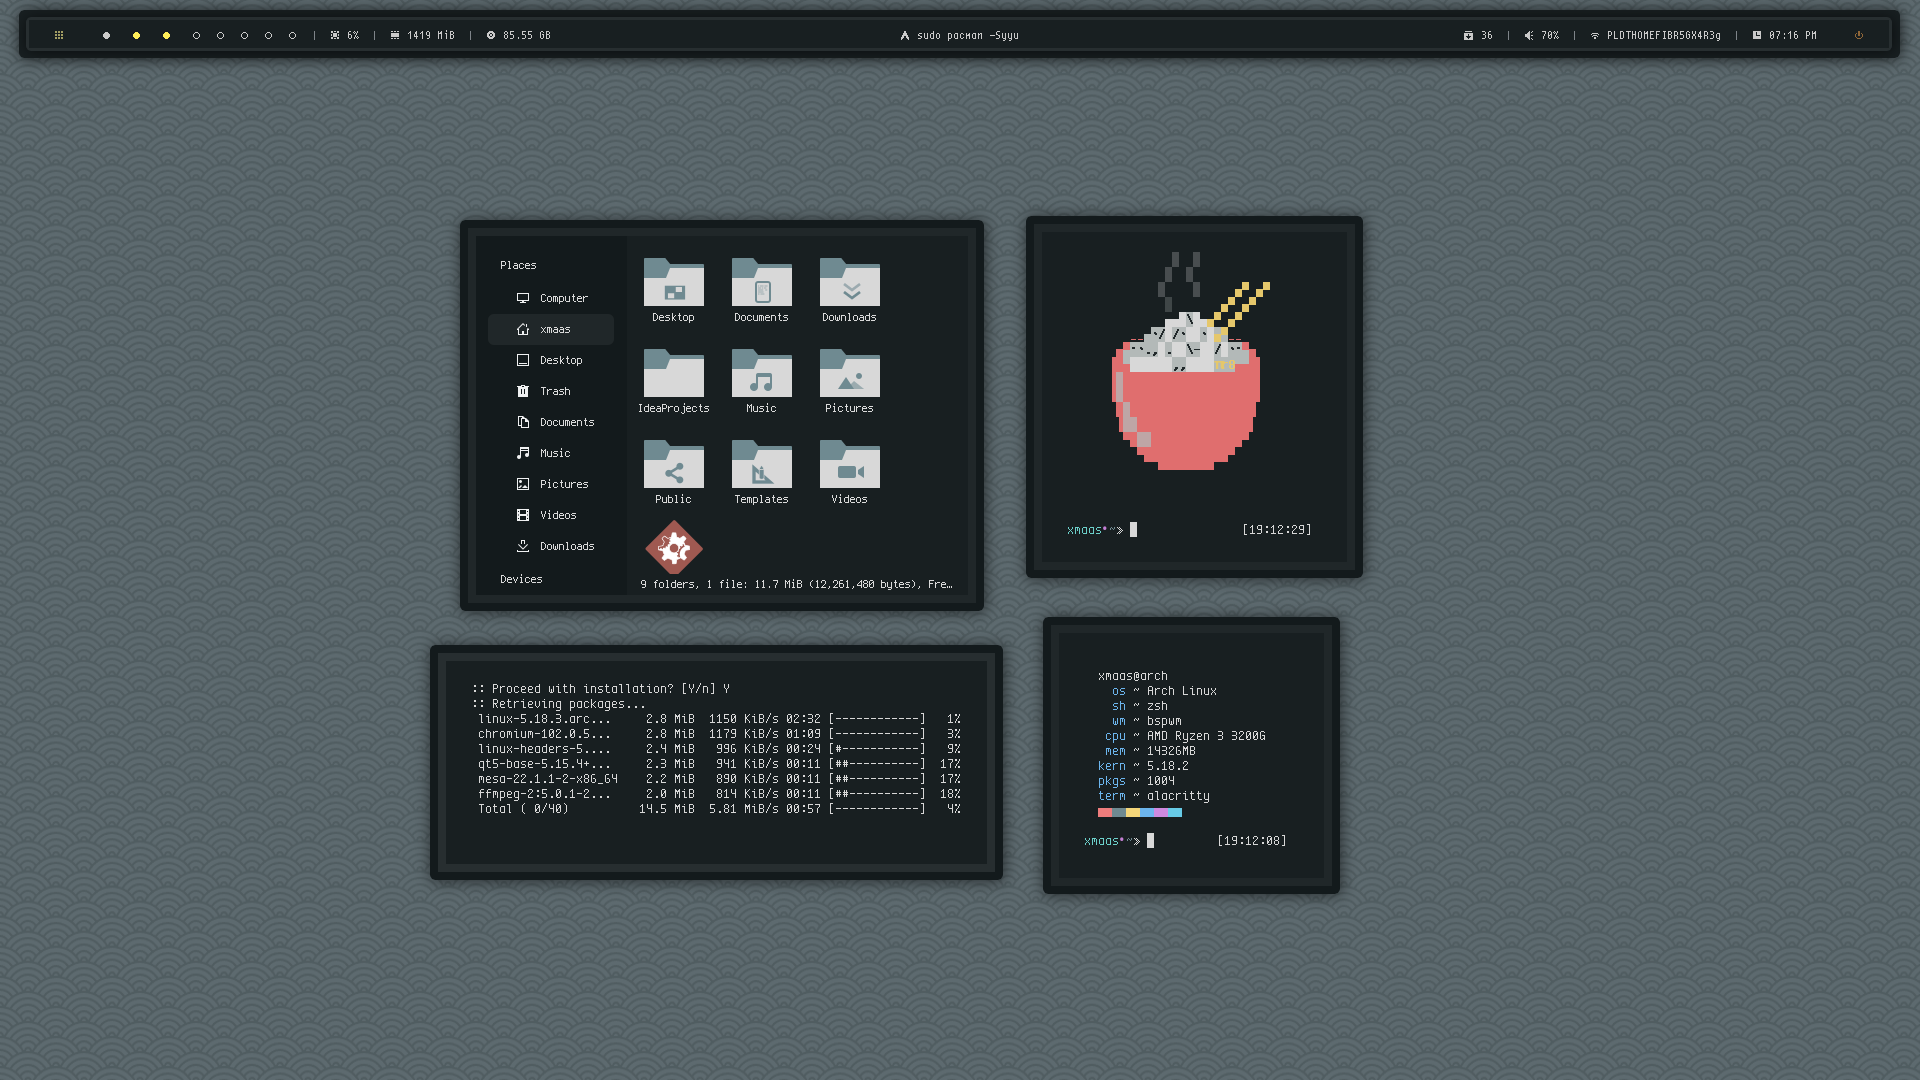 6% | 1419 MiB | 85.55 GB
sudo pacman -Syyu
36 | 70% | PLDTHOMEFIBR5GX4R3g | 07:16 PM
Places
Computer
xmaas
Desktop
Trash
Documents
Music
Pictures
Videos
Downloads
Devices
Desktop Documents Downloads
IdeaProjects Music Pictures
Public Templates Videos
9 folders, 1 file: 11.7 MiB (12,261,480 bytes), Fre…
xmaas•~» [19:12:29]
:: Proceed with installation? [Y/n] Y
:: Retrieving packages...
linux-5.18.3.arc... 2.8 MiB 1150 KiB/s 02:32 [------------] 1%
chromium-102.0.5... 2.8 MiB 1179 KiB/s 01:09 [------------] 3%
linux-headers-5.... 2.4 MiB 996 KiB/s 00:24 [#-----------] 9%
qt5-base-5.15.4+... 2.3 MiB 941 KiB/s 00:11 [##----------] 17%
mesa-22.1.1-2-x86_64 2.2 MiB 890 KiB/s 00:11 [##----------] 17%
ffmpeg-2:5.0.1-2... 2.0 MiB 814 KiB/s 00:11 [##----------] 18%
Total ( 0/40) 14.5 MiB 5.81 MiB/s 00:57 [------------] 4%
xmaas@arch
os ~ Arch Linux
sh ~ zsh
wm ~ bspwm
cpu ~ AMD Ryzen 3 3200G
mem ~ 14326MB
kern ~ 5.18.2
pkgs ~ 1004
term ~ alacritty
xmaas•~» [19:12:08]